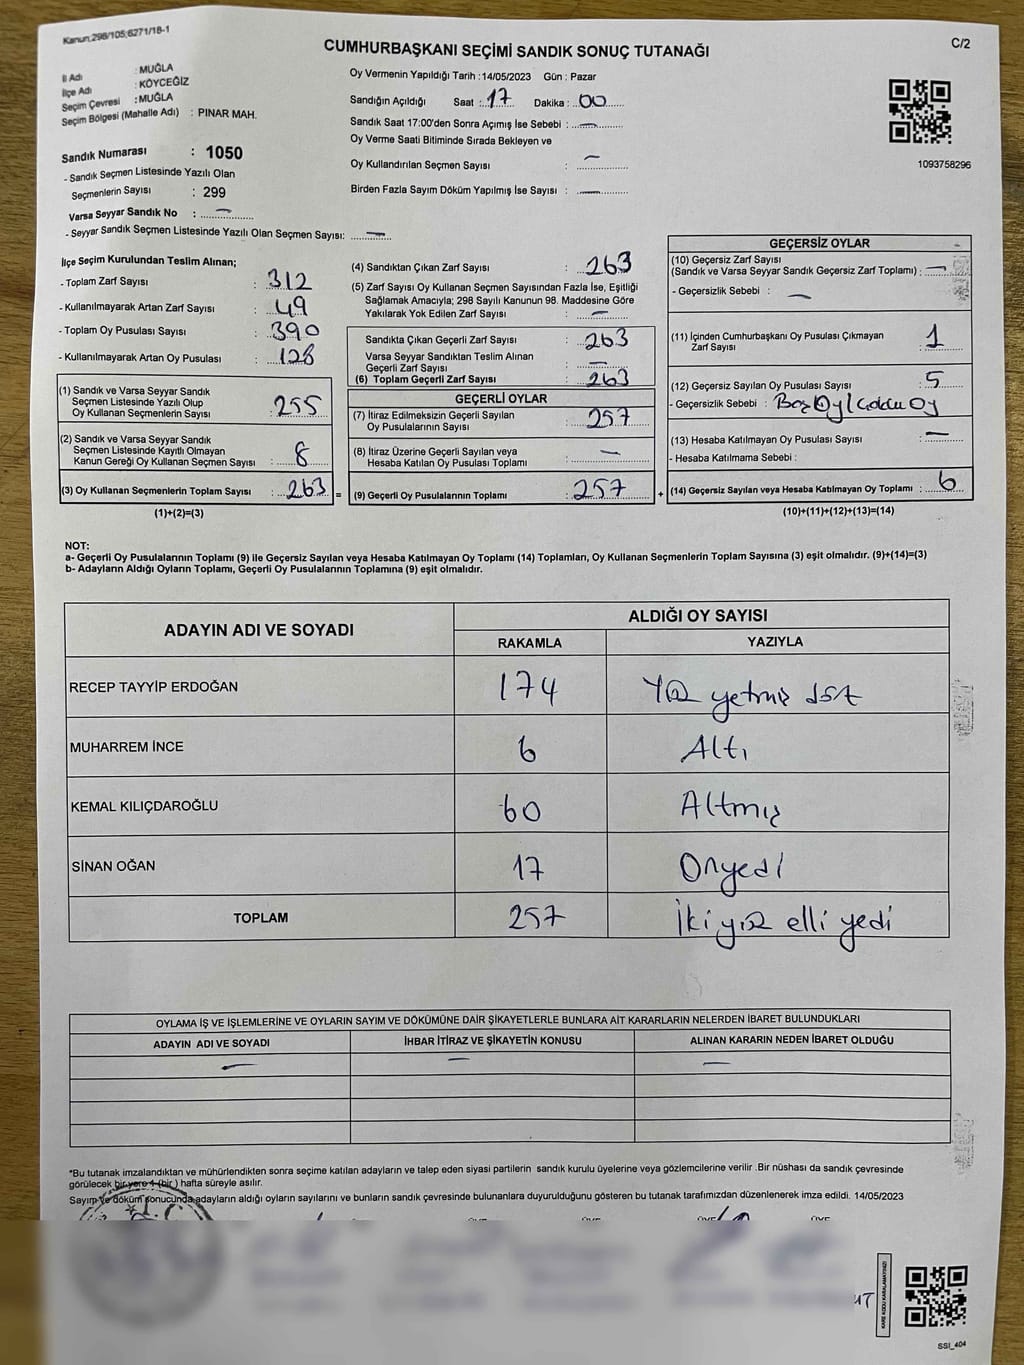 Kanun;298/105;6271/18-1
CUMHURBAŞKANI SEÇİMİ SANDIK SONUÇ TUTANAĞI
C/2
İl Adı : MUĞLA
İlçe Adı : KÖYCEĞİZ
Seçim Çevresi : MUĞLA
Seçim Bölgesi (Mahalle Adı) : PINAR MAH.
Sandık Numarası : 1050
- Sandık Seçmen Listesinde Yazılı Olan
Seçmenlerin Sayısı : 299
Varsa Seyyar Sandık No : —
- Seyyar Sandık Seçmen Listesinde Yazılı Olan Seçmen Sayısı: —
Oy Vermenin Yapıldığı Tarih : 14/05/2023 Gün : Pazar
Sandığın Açıldığı Saat : 17 Dakika : 00
Sandık Saat 17:00'den Sonra Açımış İse Sebebi : —
Oy Verme Saati Bitiminde Sırada Bekleyen ve
Oy Kullandırılan Seçmen Sayısı : —
Birden Fazla Sayım Döküm Yapılmış İse Sayısı : —
1093758296
İlçe Seçim Kurulundan Teslim Alınan;
- Toplam Zarf Sayısı : 312
- Kullanılmayarak Artan Zarf Sayısı : 49
- Toplam Oy Pusulası Sayısı : 390
- Kullanılmayarak Artan Oy Pusulası : 128
(1) Sandık ve Varsa Seyyar Sandık
Seçmen Listesinde Yazılı Olup
Oy Kullanan Seçmenlerin Sayısı : 255
(2) Sandık ve Varsa Seyyar Sandık
Seçmen Listesinde Kayıtlı Olmayan
Kanun Gereği Oy Kullanan Seçmen Sayısı : 8
(3) Oy Kullanan Seçmenlerin Toplam Sayısı : 263 =
(1)+(2)=(3)
(4) Sandıktan Çıkan Zarf Sayısı : 263
(5) Zarf Sayısı Oy Kullanan Seçmen Sayısından Fazla İse, Eşitliği
Sağlamak Amacıyla; 298 Sayılı Kanunun 98. Maddesine Göre
Yakılarak Yok Edilen Zarf Sayısı : —
Sandıkta Çıkan Geçerli Zarf Sayısı : 263
Varsa Seyyar Sandıktan Teslim Alınan
Geçerli Zarf Sayısı : —
(6) Toplam Geçerli Zarf Sayısı : 263
GEÇERLİ OYLAR
(7) İtiraz Edilmeksizin Geçerli Sayılan
Oy Pusulalarının Sayısı : 257
(8) İtiraz Üzerine Geçerli Sayılan veya
Hesaba Katılan Oy Pusulası Toplamı : —
(9) Geçerli Oy Pusulalarının Toplamı : 257 +
GEÇERSİZ OYLAR
(10) Geçersiz Zarf Sayısı
(Sandık ve Varsa Seyyar Sandık Geçersiz Zarf Toplamı) : —
- Geçersizlik Sebebi : —
(11) İçinden Cumhurbaşkanı Oy Pusulası Çıkmayan
Zarf Sayısı : 1
(12) Geçersiz Sayılan Oy Pusulası Sayısı : 5
- Geçersizlik Sebebi : Boş Oy
(13) Hesaba Katılmayan Oy Pusulası Sayısı : —
- Hesaba Katılmama Sebebi :
(14) Geçersiz Sayılan veya Hesaba Katılmayan Oy Toplamı : 6
(10)+(11)+(12)+(13)=(14)
NOT:
a- Geçerli Oy Pusulalarının Toplamı (9) ile Geçersiz Sayılan veya Hesaba Katılmayan Oy Toplamı (14) Toplamları, Oy Kullanan Seçmenlerin Toplam Sayısına (3) eşit olmalıdır. (9)+(14)=(3)
b- Adayların Aldığı Oyların Toplamı, Geçerli Oy Pusulalarının Toplamına (9) eşit olmalıdır.
ADAYIN ADI VE SOYADI
ALDIĞI OY SAYISI
RAKAMLA YAZIYLA
RECEP TAYYİP ERDOĞAN 174 Yüz yetmiş dört
MUHARREM İNCE 6 Altı
KEMAL KILIÇDAROĞLU 60 Altmış
SİNAN OĞAN 17 Onyedi
TOPLAM 257 İki yüz elli yedi
OYLAMA İŞ VE İŞLEMLERİNE VE OYLARIN SAYIM VE DÖKÜMÜNE DAİR ŞİKAYETLERLE BUNLARA AİT KARARLARIN NELERDEN İBARET BULUNDUKLARI
ADAYIN ADI VE SOYADI İHBAR İTİRAZ VE ŞİKAYETİN KONUSU ALINAN KARARIN NEDEN İBARET OLDUĞU
— — —
*Bu tutanak imzalandıktan ve mühürlendikten sonra seçime katılan adayların ve talep eden siyasi partilerin sandık kurulu üyelerine veya gözlemcilerine verilir .Bir nüshası da sandık çevresinde
görülecek bir yere 1 (bir ) hafta süreyle asılır.
Sayım ve döküm sonucunda adayların aldığı oyların sayılarını ve bunların sandık çevresinde bulunanlara duyurulduğunu gösteren bu tutanak tarafımızdan düzenlenerek imza edildi. 14/05/2023
KARE KODU KARALAMAYINIZ!
SSI_404